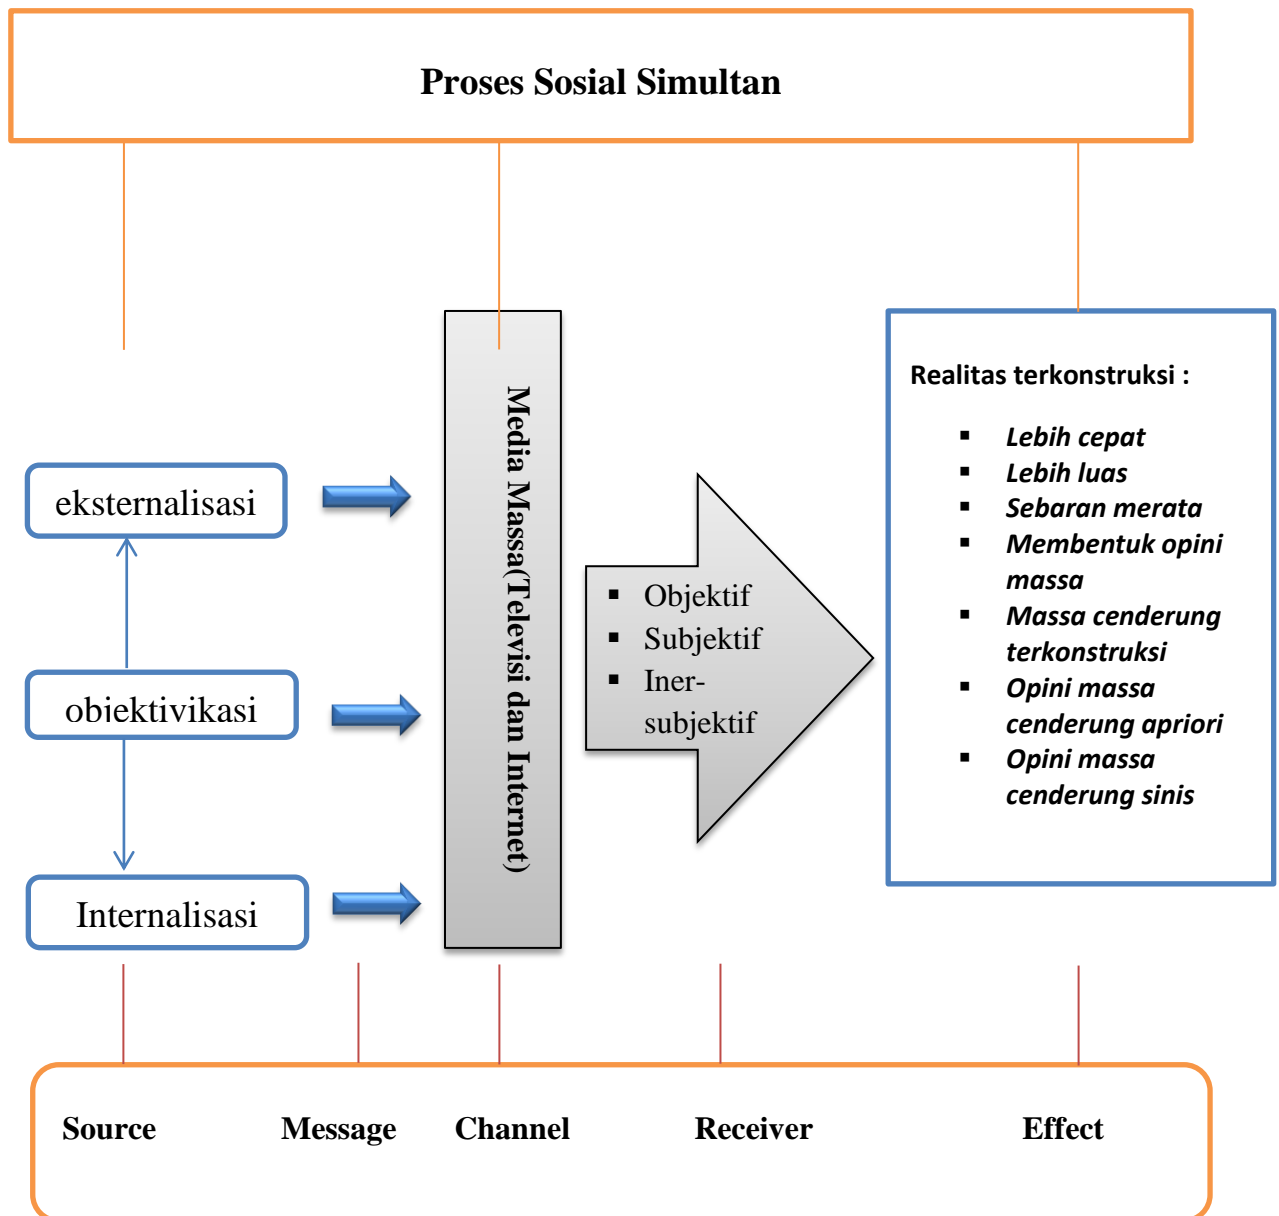 Proses Sosial Simultan
eksternalisasi
objektivikasi
Internalisasi
Media Massa(Televisi dan Internet)
▪ Objektif
▪ Subjektif
▪ Iner-
subjektif
Realitas terkonstruksi :
▪ Lebih cepat
▪ Lebih luas
▪ Sebaran merata
▪ Membentuk opini
massa
▪ Massa cenderung
terkonstruksi
▪ Opini massa
cenderung apriori
▪ Opini massa
cenderung sinis
Source Message Channel Receiver Effect